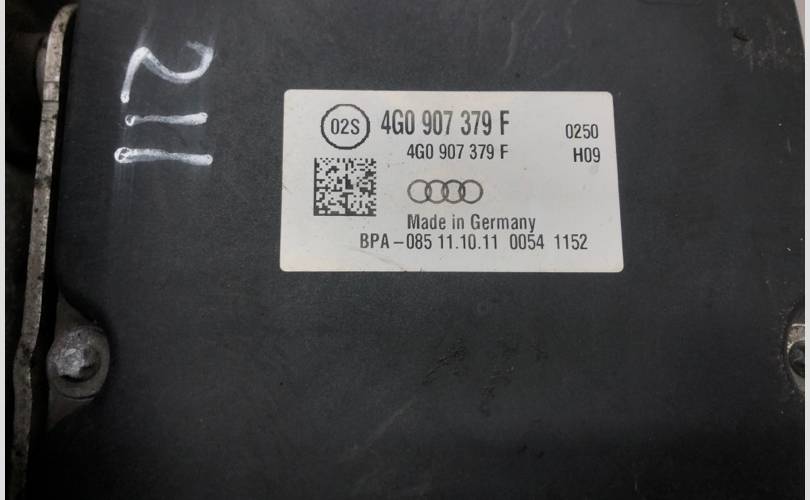 211
02S 4G0 907 379 F 0250
4G0 907 379 F H09
Made in Germany
BPA-085 11.10.11 0054 1152